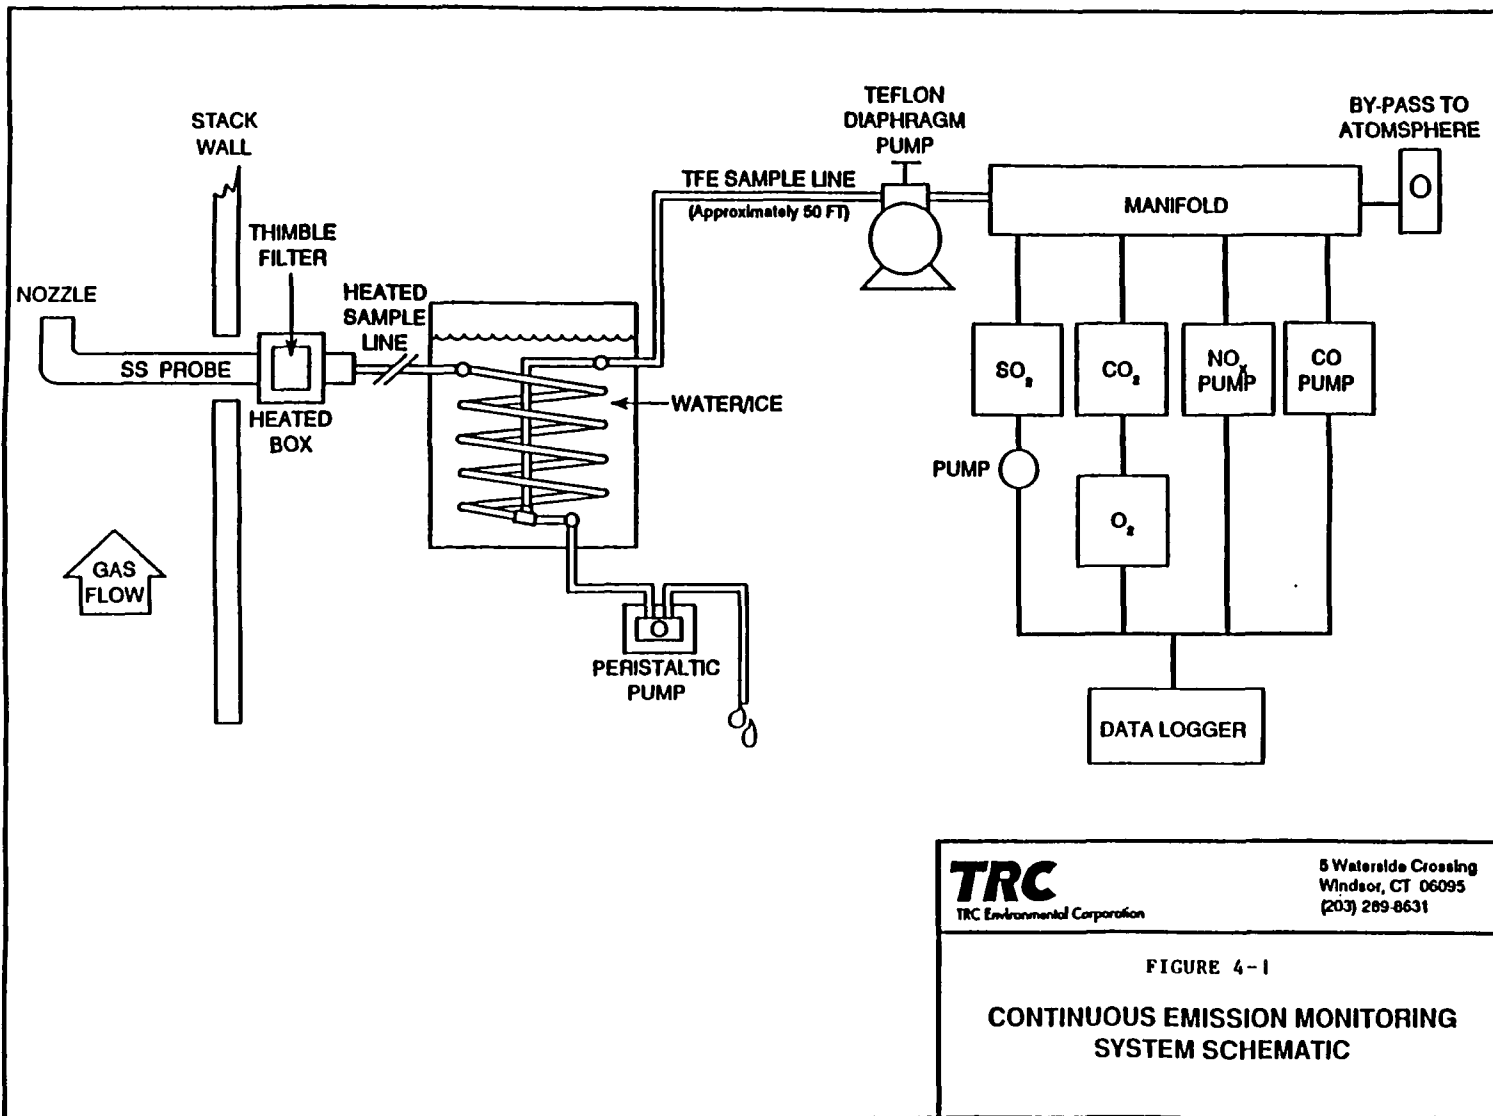 STACK
WALL
THIMBLE
FILTER
NOZZLE
SS PROBE
HEATED
BOX
HEATED
SAMPLE
LINE
GAS
FLOW
WATER/ICE
PERISTALTIC
PUMP
O
TFE SAMPLE LINE
(Approximately 50 FT)
TEFLON
DIAPHRAGM
PUMP
MANIFOLD
BY-PASS TO
ATOMSPHERE
O
SO₂
CO₂
NOₓ
PUMP
CO
PUMP
PUMP
O₂
DATA LOGGER
TRC
TRC Environmental Corporation
5 Waterside Crossing
Windsor, CT 06095
(203) 289-8631
FIGURE 4-1
CONTINUOUS EMISSION MONITORING
SYSTEM SCHEMATIC